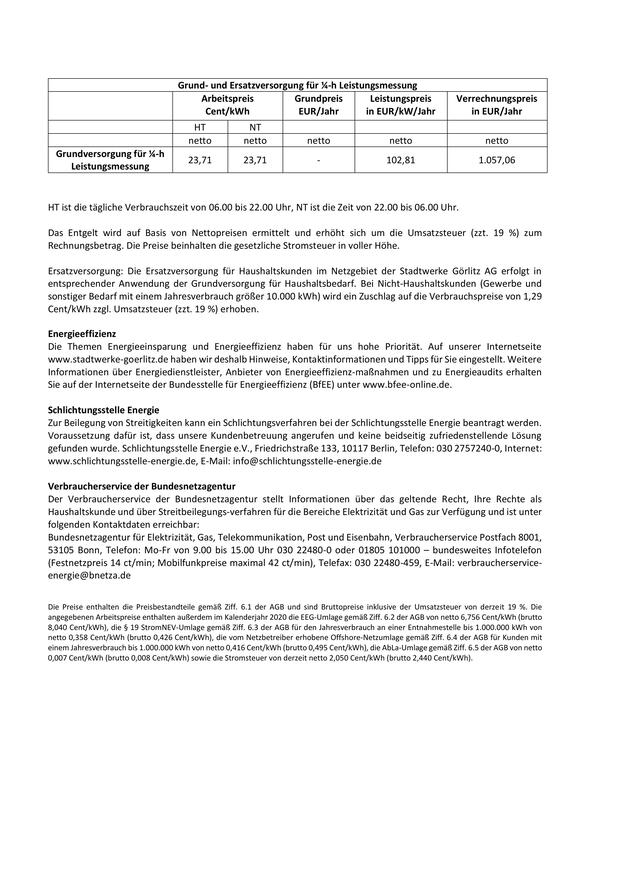 Grund- und Ersatzversorgung für ¼-h Leistungsmessung
Arbeitspreis Cent/kWh Grundpreis EUR/Jahr Leistungspreis in EUR/kW/Jahr Verrechnungspreis in EUR/Jahr
HT NT
netto netto netto netto netto
Grundversorgung für ¼-h Leistungsmessung 23,71 23,71 - 102,81 1.057,06
HT ist die tägliche Verbrauchszeit von 06.00 bis 22.00 Uhr, NT ist die Zeit von 22.00 bis 06.00 Uhr.
Das Entgelt wird auf Basis von Nettopreisen ermittelt und erhöht sich um die Umsatzsteuer (zzt. 19 %) zum
Rechnungsbetrag. Die Preise beinhalten die gesetzliche Stromsteuer in voller Höhe.
Ersatzversorgung: Die Ersatzversorgung für Haushaltskunden im Netzgebiet der Stadtwerke Görlitz AG erfolgt in
entsprechender Anwendung der Grundversorgung für Haushaltsbedarf. Bei Nicht-Haushaltskunden (Gewerbe und
sonstiger Bedarf mit einem Jahresverbrauch größer 10.000 kWh) wird ein Zuschlag auf die Verbrauchspreise von 1,29
Cent/kWh zzgl. Umsatzsteuer (zzt. 19 %) erhoben.
Energieeffizienz
Die Themen Energieeinsparung und Energieeffizienz haben für uns hohe Priorität. Auf unserer Internetseite
www.stadtwerke-goerlitz.de haben wir deshalb Hinweise, Kontaktinformationen und Tipps für Sie eingestellt. Weitere
Informationen über Energiedienstleister, Anbieter von Energieeffizienz-maßnahmen und zu Energieaudits erhalten
Sie auf der Internetseite der Bundesstelle für Energieeffizienz (BfEE) unter www.bfee-online.de.
Schlichtungsstelle Energie
Zur Beilegung von Streitigkeiten kann ein Schlichtungsverfahren bei der Schlichtungsstelle Energie beantragt werden.
Voraussetzung dafür ist, dass unsere Kundenbetreuung angerufen und keine beidseitig zufriedenstellende Lösung
gefunden wurde. Schlichtungsstelle Energie e.V., Friedrichstraße 133, 10117 Berlin, Telefon: 030 2757240-0, Internet:
www.schlichtungsstelle-energie.de, E-Mail: info@schlichtungsstelle-energie.de
Verbraucherservice der Bundesnetzagentur
Der Verbraucherservice der Bundesnetzagentur stellt Informationen über das geltende Recht, Ihre Rechte als
Haushaltskunde und über Streitbeilegungs-verfahren für die Bereiche Elektrizität und Gas zur Verfügung und ist unter
folgenden Kontaktdaten erreichbar:
Bundesnetzagentur für Elektrizität, Gas, Telekommunikation, Post und Eisenbahn, Verbraucherservice Postfach 8001,
53105 Bonn, Telefon: Mo-Fr von 9.00 bis 15.00 Uhr 030 22480-0 oder 01805 101000 – bundesweites Infotelefon
(Festnetzpreis 14 ct/min; Mobilfunkpreise maximal 42 ct/min), Telefax: 030 22480-459, E-Mail: verbraucherservice-
energie@bnetza.de
Die Preise enthalten die Preisbestandteile gemäß Ziff. 6.1 der AGB und sind Bruttopreise inklusive der Umsatzsteuer von derzeit 19 %. Die
angegebenen Arbeitspreise enthalten außerdem im Kalenderjahr 2020 die EEG-Umlage gemäß Ziff. 6.2 der AGB von netto 6,756 Cent/kWh (brutto
8,040 Cent/kWh), die § 19 StromNEV-Umlage gemäß Ziff. 6.3 der AGB für den Jahresverbrauch an einer Entnahmestelle bis 1.000.000 kWh von
netto 0,358 Cent/kWh (brutto 0,426 Cent/kWh), die vom Netzbetreiber erhobene Offshore-Netzumlage gemäß Ziff. 6.4 der AGB für Kunden mit
einem Jahresverbrauch bis 1.000.000 kWh von netto 0,416 Cent/kWh (brutto 0,495 Cent/kWh), die AbLa-Umlage gemäß Ziff. 6.5 der AGB von netto
0,007 Cent/kWh (brutto 0,008 Cent/kWh) sowie die Stromsteuer von derzeit netto 2,050 Cent/kWh (brutto 2,440 Cent/kWh).